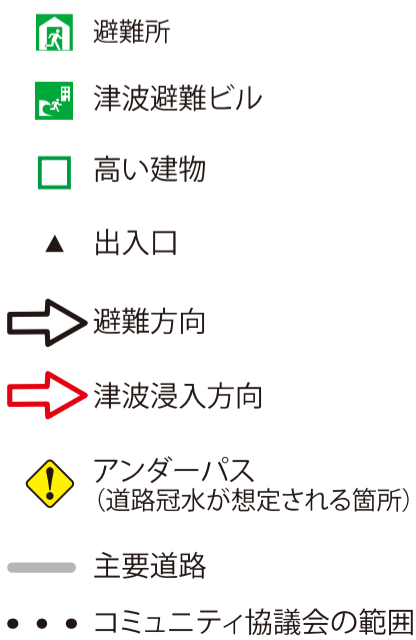 避難所
津波避難ビル
高い建物
出入口
避難方向
津波浸入方向
アンダーパス
（道路冠水が想定される箇所）
主要道路
コミュニティ協議会の範囲